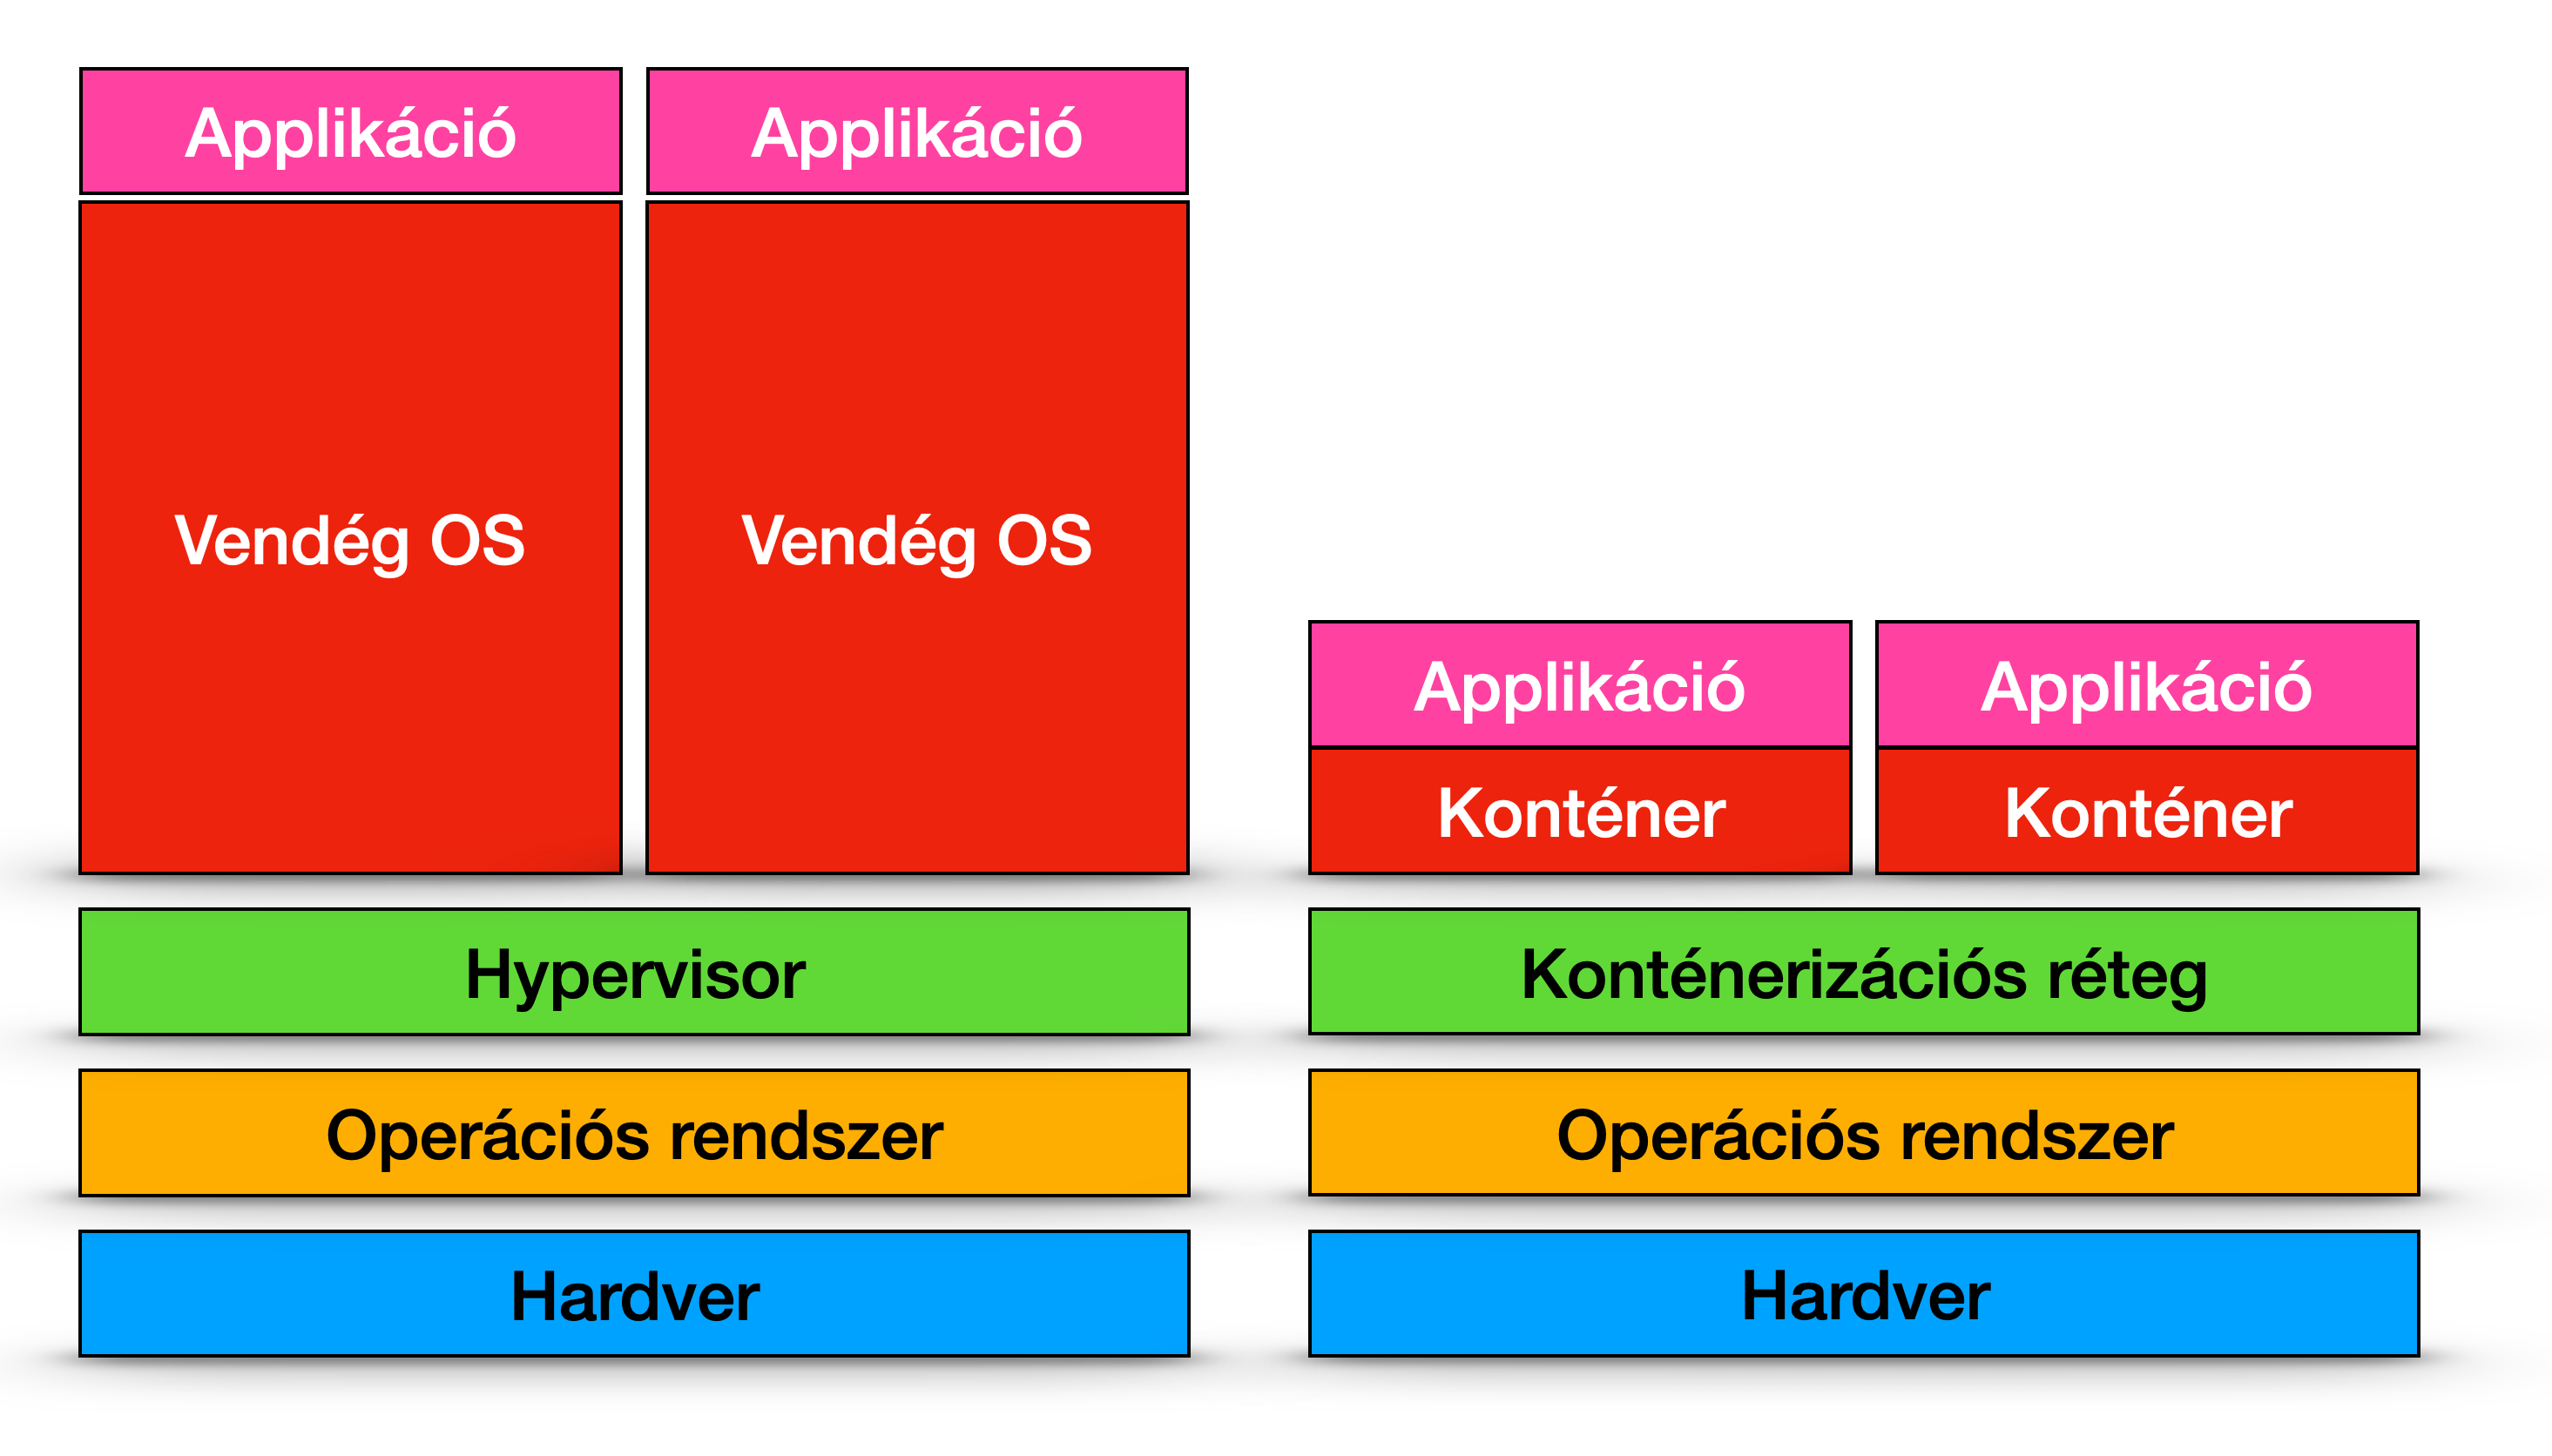 Applikáció
Applikáció
Vendég OS
Vendég OS
Hypervisor
Operációs rendszer
Hardver
Applikáció
Applikáció
Konténer
Konténer
Konténerizációs réteg
Operációs rendszer
Hardver